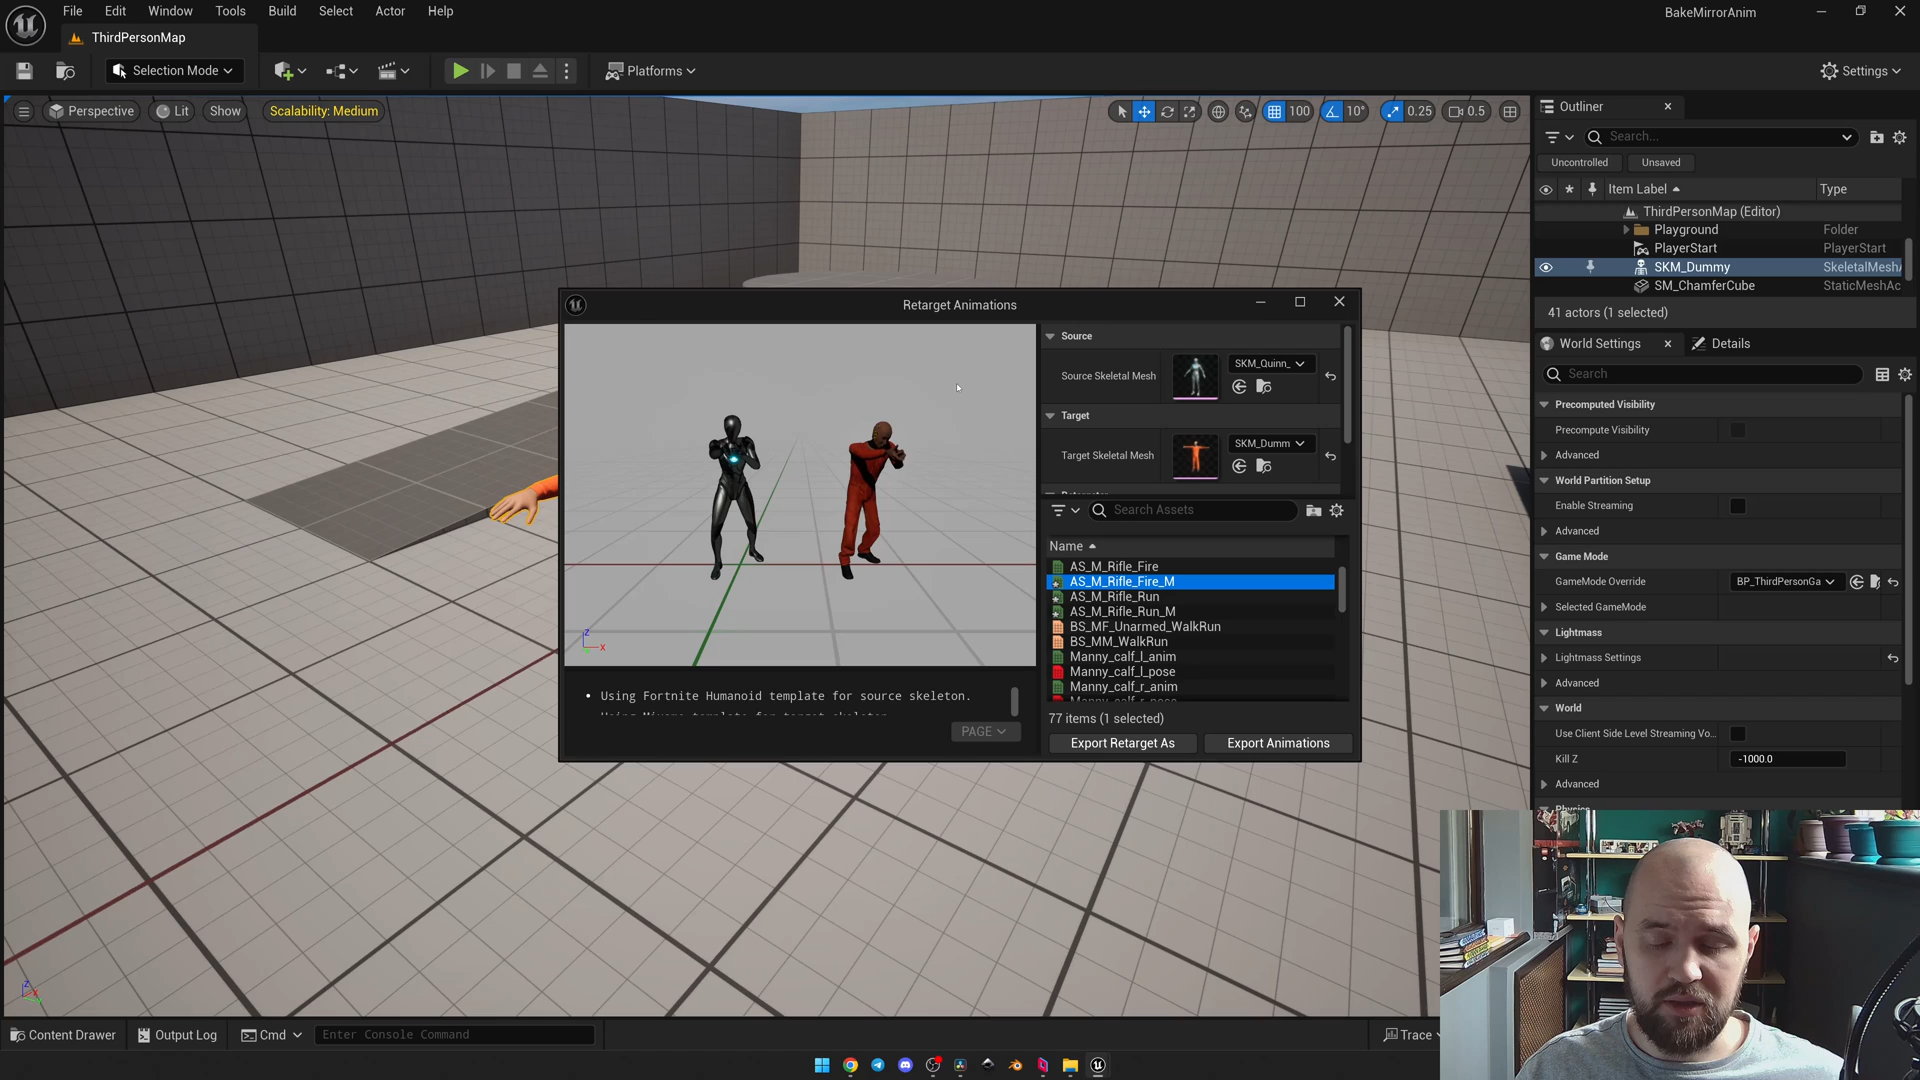 File Edit Window Tools Build Select Actor Help
BakeMirrorAnim
ThirdPersonMap
Selection Mode
Platforms
Settings
Perspective
Lit
Show
Scalability: Medium
100
10°
0.25
0.5
Outliner
Search...
Uncontrolled
Unsaved
Item Label
Type
ThirdPersonMap (Editor)
Playground
Folder
PlayerStart
PlayerStart
SKM_Dummy
SkeletalMeshA
SM_ChamferCube
StaticMeshAc
41 actors (1 selected)
World Settings
Details
Search
Precomputed Visibility
Precompute Visibility
Advanced
World Partition Setup
Enable Streaming
Advanced
Game Mode
GameMode Override
BP_ThirdPersonGa
Selected GameMode
Lightmass
Lightmass Settings
Advanced
World
Use Client Side Level Streaming Vo...
Kill Z
-1000.0
Advanced
Physics
Retarget Animations
Source
Source Skeletal Mesh
SKM_Quinn_
Target
Target Skeletal Mesh
SKM_Dumm
Search Assets
Name
AS_M_Rifle_Fire
AS_M_Rifle_Fire_M
AS_M_Rifle_Run
AS_M_Rifle_Run_M
BS_MF_Unarmed_WalkRun
BS_MM_WalkRun
Manny_calf_l_anim
Manny_calf_l_pose
Manny_calf_r_anim
77 items (1 selected)
Export Retarget As
Export Animations
• Using Fortnite Humanoid template for source skeleton.
PAGE
Z
X
Content Drawer
Output Log
Cmd
Enter Console Command
Trace